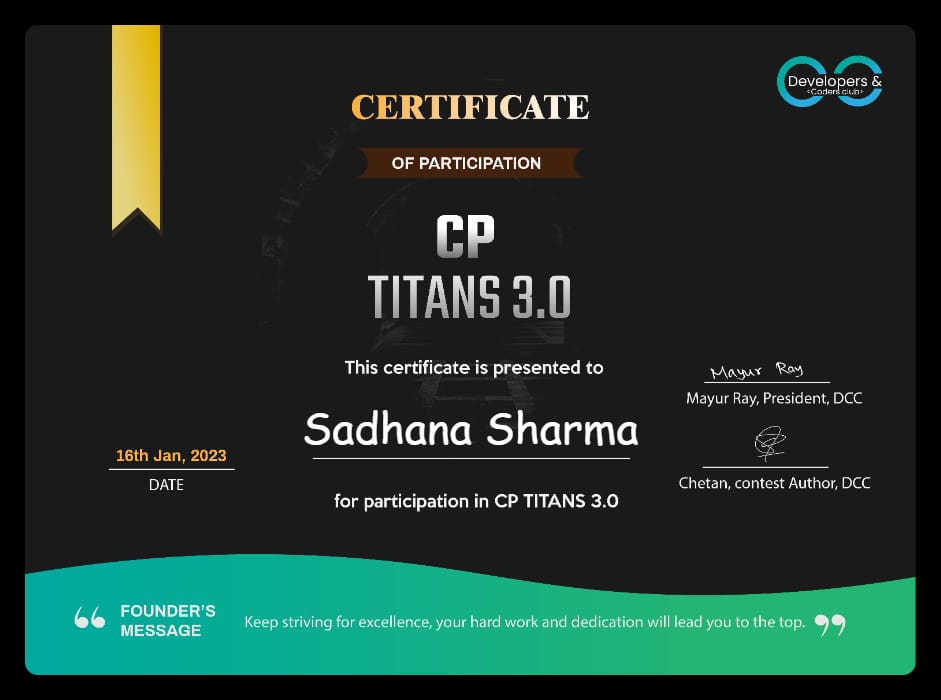 Developers &
<Coders club>
CERTIFICATE
OF PARTICIPATION
CP
TITANS 3.0
This certificate is presented to
Sadhana Sharma
for participation in CP TITANS 3.0
16th Jan, 2023
DATE
Mayur Ray
Mayur Ray, President, DCC
Chetan, contest Author, DCC
“ FOUNDER'S
MESSAGE
Keep striving for excellence, your hard work and dedication will lead you to the top. ”